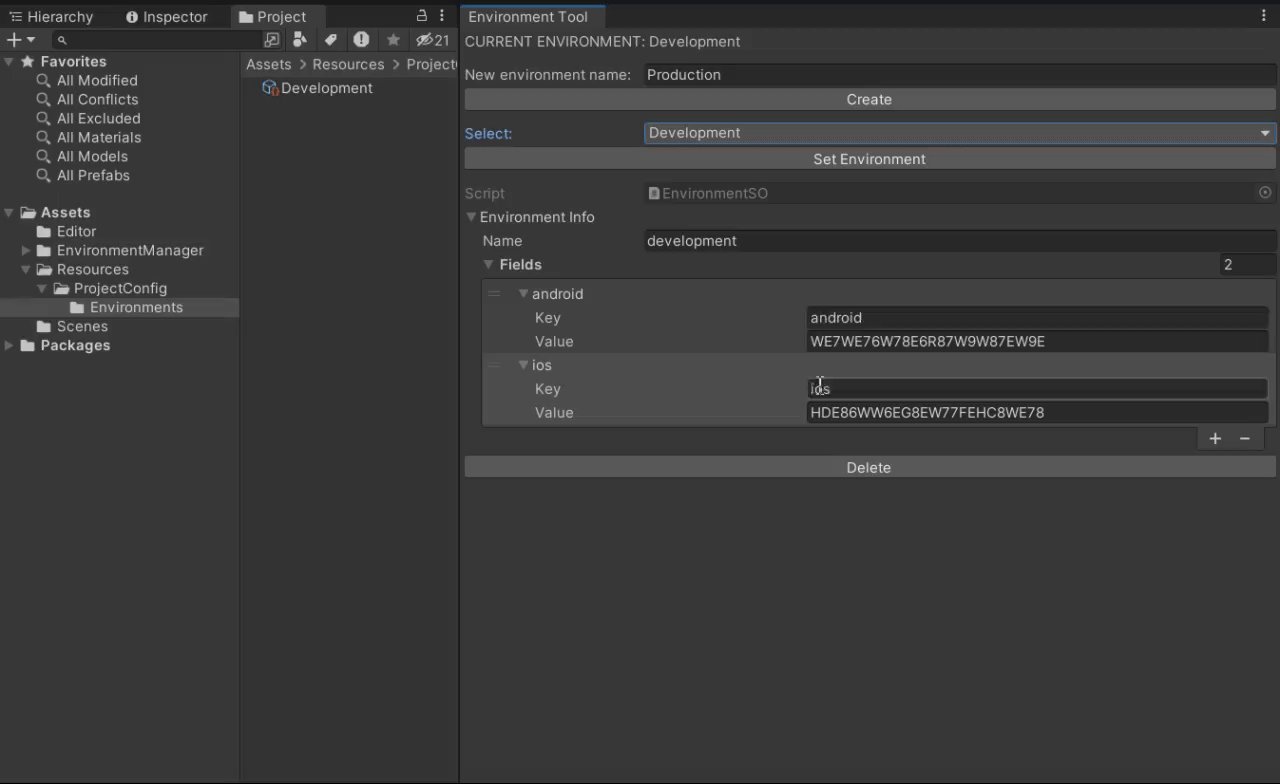 Hierarchy
Inspector
Project
21
Favorites
All Modified
All Conflicts
All Excluded
All Materials
All Models
All Prefabs
Assets
Editor
EnvironmentManager
Resources
ProjectConfig
Environments
Scenes
Packages
Assets > Resources > Project
Development
Environment Tool
CURRENT ENVIRONMENT: Development
New environment name: Production
Create
Select: Development
Set Environment
Script EnvironmentSO
Environment Info
Name development
Fields 2
android
Key android
Value WE7WE76W78E6R87W9W87EW9E
ios
Key ios
Value HDE86WW6EG8EW77FEHC8WE78
+ −
Delete